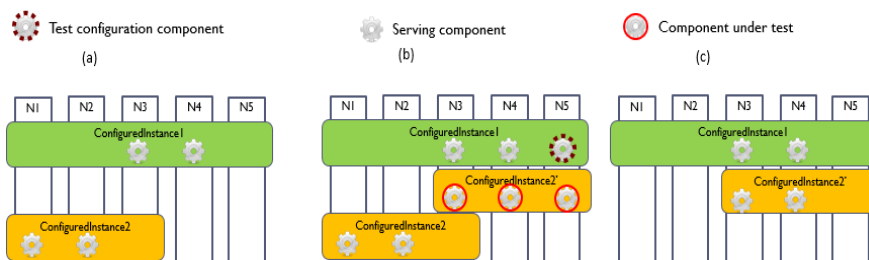 Test configuration component
Serving component
Component under test
(a)
(b)
(c)
N1 N2 N3 N4 N5
ConfiguredInstance1
ConfiguredInstance2
N1 N2 N3 N4 N5
ConfiguredInstance1
ConfiguredInstance2'
ConfiguredInstance2
N1 N2 N3 N4 N5
ConfiguredInstance1
ConfiguredInstance2'